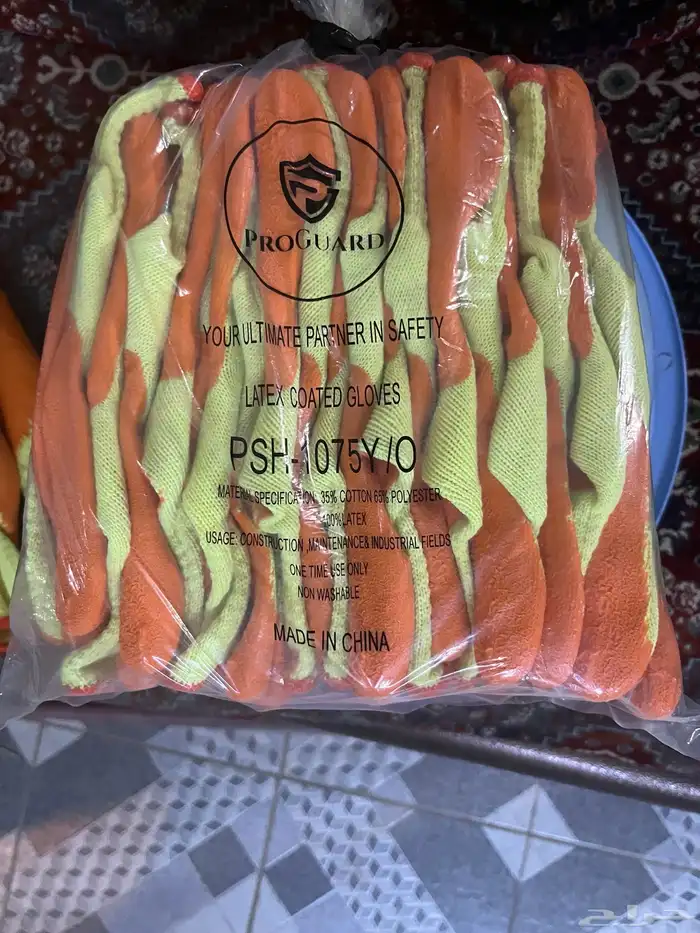 PROGUARD
YOUR ULTIMATE PARTNER IN SAFETY
LATEX COATED GLOVES
PSH-1075Y/O
MATERIAL SPECIFICATION: 35% COTTON 65% POLYESTER
100% LATEX
USAGE: CONSTRUCTION ,MAINTENANCE& INDUSTRIAL FIELDS
ONE TIME USE ONLY
NON WASHABLE
MADE IN CHINA
حراج